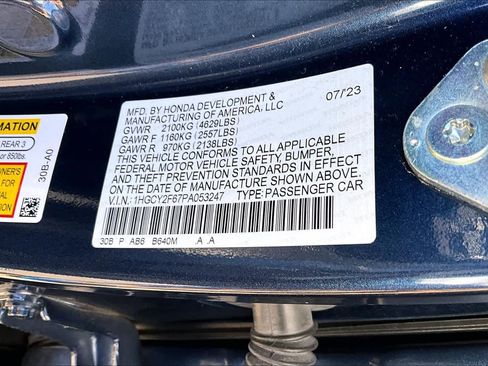 MFD. BY HONDA DEVELOPMENT & 07/23
MANUFACTURING OF AMERICA, LLC
GVWR 2100KG (4629LBS)
GAWR F 1160KG (2557LBS)
GAWR R 970KG (2138LBS)
THIS VEHICLE CONFORMS TO ALL APPLICABLE
FEDERAL MOTOR VEHICLE SAFETY, BUMPER,
AND THEFT PREVENTION STANDARDS IN EFFECT
ON THE DATE OF MANUFACTURE SHOWN ABOVE.
V.I.N.: 1HGCY2F67PA053247 TYPE: PASSENGER CAR
30B P AB6 B640M A .A
MATION
REAR 3
or 850lbs.
30B-A0